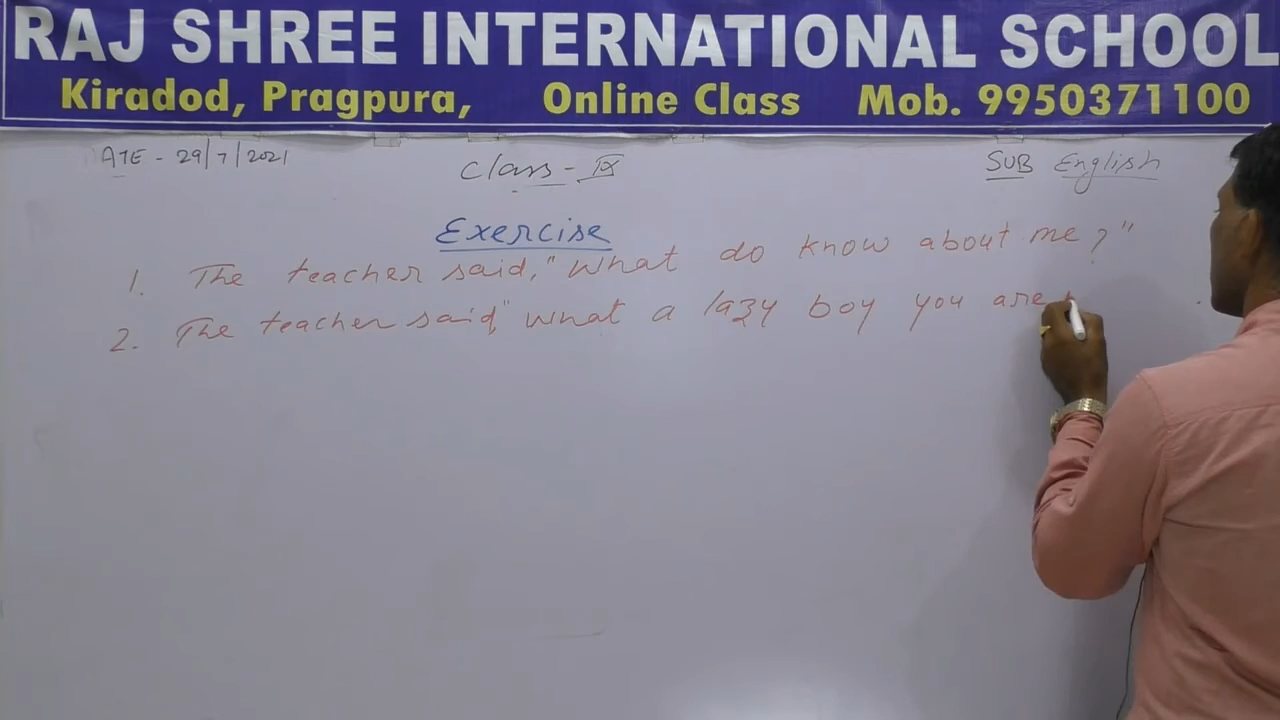 RAJ SHREE INTERNATIONAL SCHOOL
Kiradod, Pragpura, Online Class Mob. 9950371100
ATE - 29/7/2021 Class - IX SUB English
Exercise
1. The teacher said, "What do know about me?"
2. The teacher said, "What a lazy boy you are